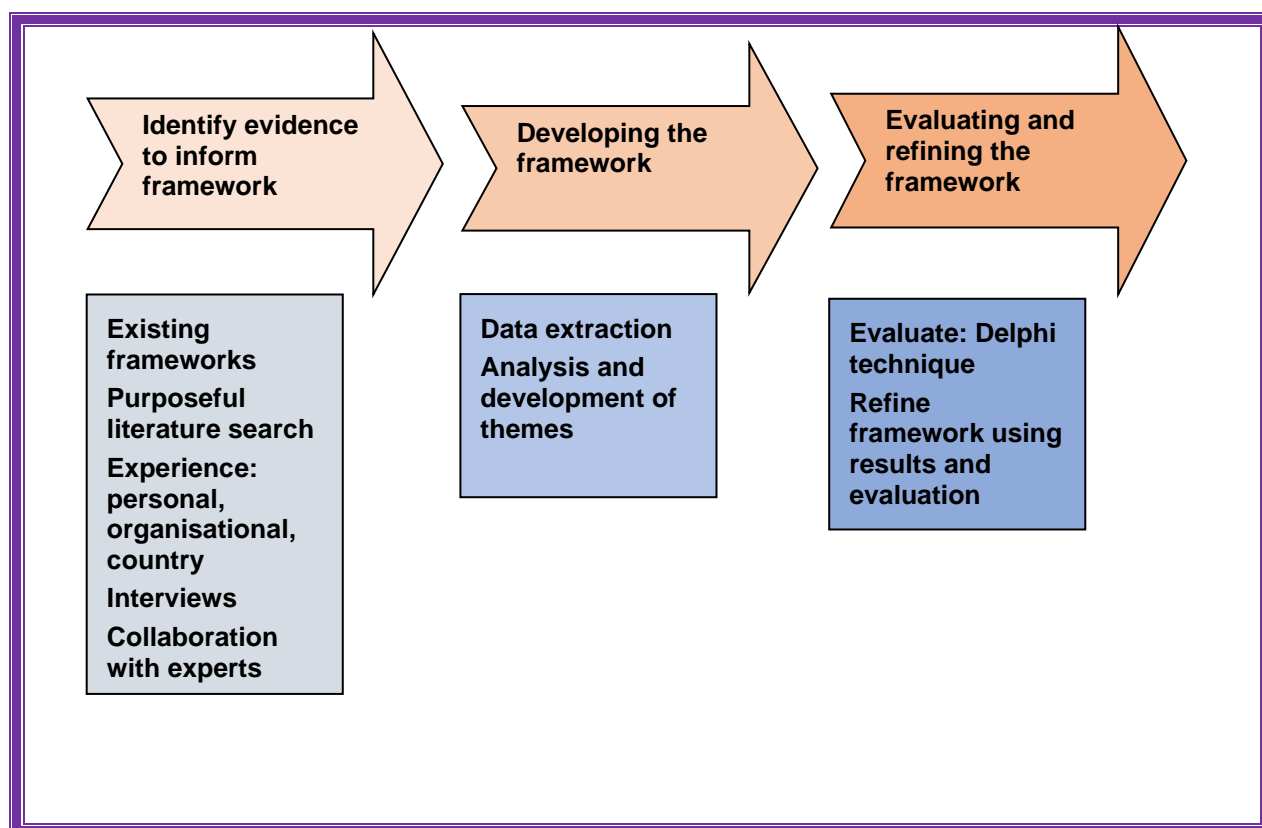 Identify evidence
to inform
framework
Developing the
framework
Evaluating and
refining the
framework
Existing
frameworks
Purposeful
literature search
Experience:
personal,
organisational,
country
Interviews
Collaboration
with experts
Data extraction
Analysis and
development of
themes
Evaluate: Delphi
technique
Refine
framework using
results and
evaluation